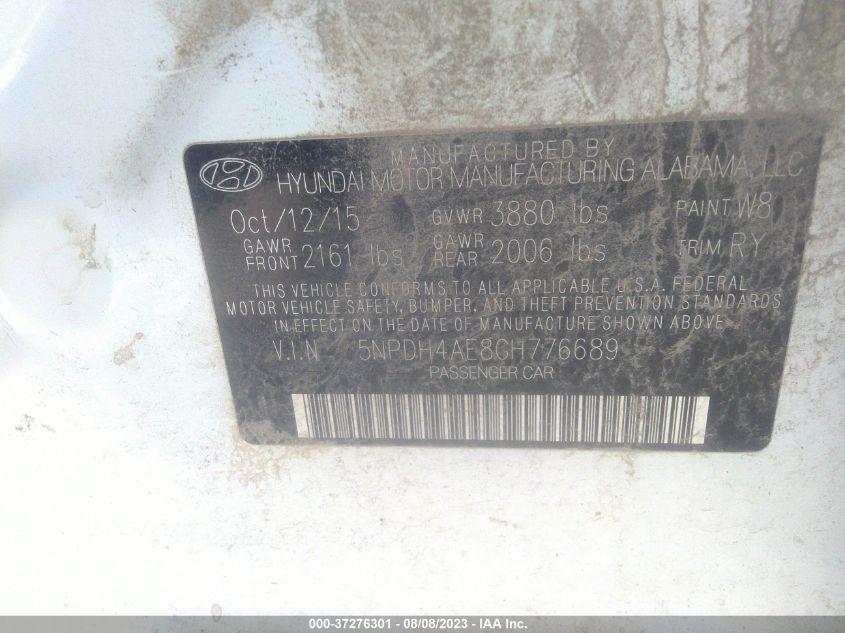 MANUFACTURED BY
HYUNDAI MOTOR MANUFACTURING ALABAMA, LLC
Oct/12/15 GVWR 3880 lbs PAINT W8
GAWR FRONT 2161 lbs GAWR REAR 2006 lbs TRIM RY
THIS VEHICLE CONFORMS TO ALL APPLICABLE U.S.A. FEDERAL
MOTOR VEHICLE SAFETY, BUMPER, AND THEFT PREVENTION STANDARDS
IN EFFECT ON THE DATE OF MANUFACTURE SHOWN ABOVE.
V.I.N 5NPDH4AE8GH776689
PASSENGER CAR
000-37276301 - 08/08/2023 - IAA Inc.